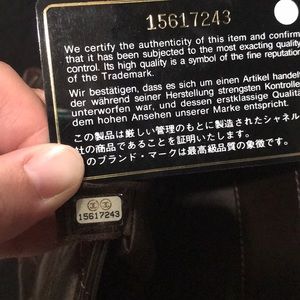 15617243
We certify the authenticity of this item and confirm
that it has been subjected to the most exacting quality
control. Its high quality is a symbol of the fine reputation
of the Trademark.
Wir bestätigen, dass es sich um einen Artikel handelt
der während seiner Herstellung strengsten Kontrollen
unterworfen war, und dessen erstklassige Qualität
dem hohen Ansehen unserer Marke entspricht.
この製品は厳しい管理のもとに製造されたシャネル
社の商品であることを証明いたします。
のブランド・マークは最高級品質の象徴です。
15617243